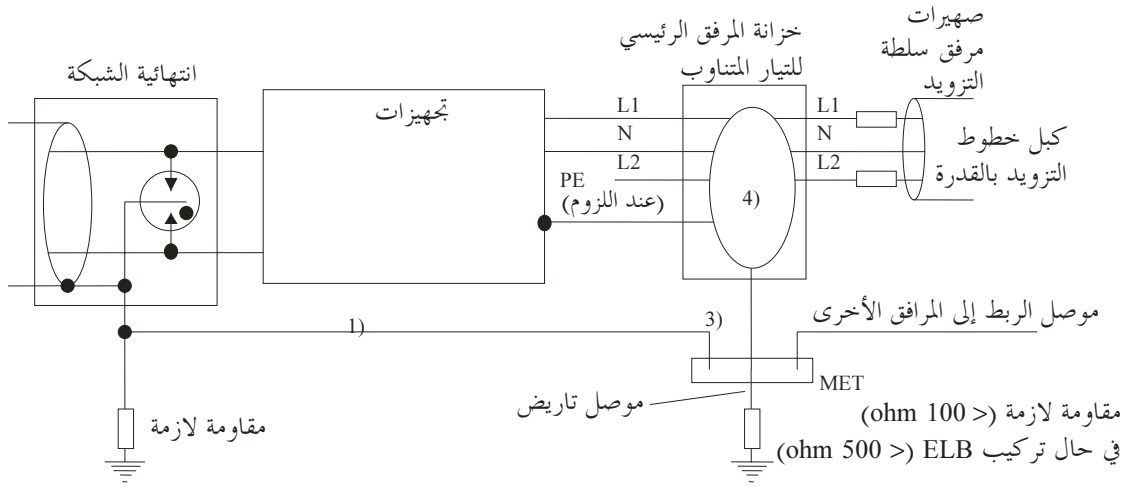 صهيرات
مرفق سلطة
التزويد
خزانة المرفق الرئيسي
للتيار المتناوب
انتهائية الشبكة
تجهيزات
L1
N
L2
PE
(عند اللزوم)
4)
L1
N
L2
كبل خطوط
التزويد بالقدرة
1)
3)
موصل الربط إلى المرافق الأخرى
MET
موصل تاريض
مقاومة لازمة
مقاومة لازمة (< 100 ohm)
في حال تركيب ELB (< 500 ohm)